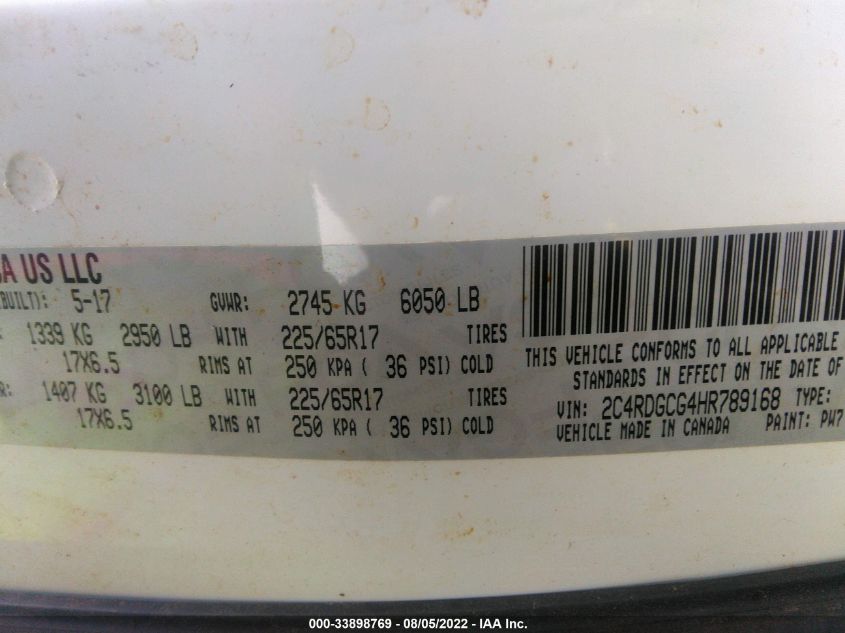 A US LLC
BUILT): 5-17 GVWR: 2745 KG 6050 LB
: 1339 KG 2950 LB WITH 225/65R17 TIRES
17X6.5 RIMS AT 250 KPA ( 36 PSI) COLD
R: 1407 KG 3100 LB WITH 225/65R17 TIRES
17X6.5 RIMS AT 250 KPA ( 36 PSI) COLD
THIS VEHICLE CONFORMS TO ALL APPLICABLE
STANDARDS IN EFFECT ON THE DATE OF
VIN: 2C4RDGCG4HR789168 TYPE:
VEHICLE MADE IN CANADA PAINT: PW7
000-33898769 - 08/05/2022 - IAA Inc.